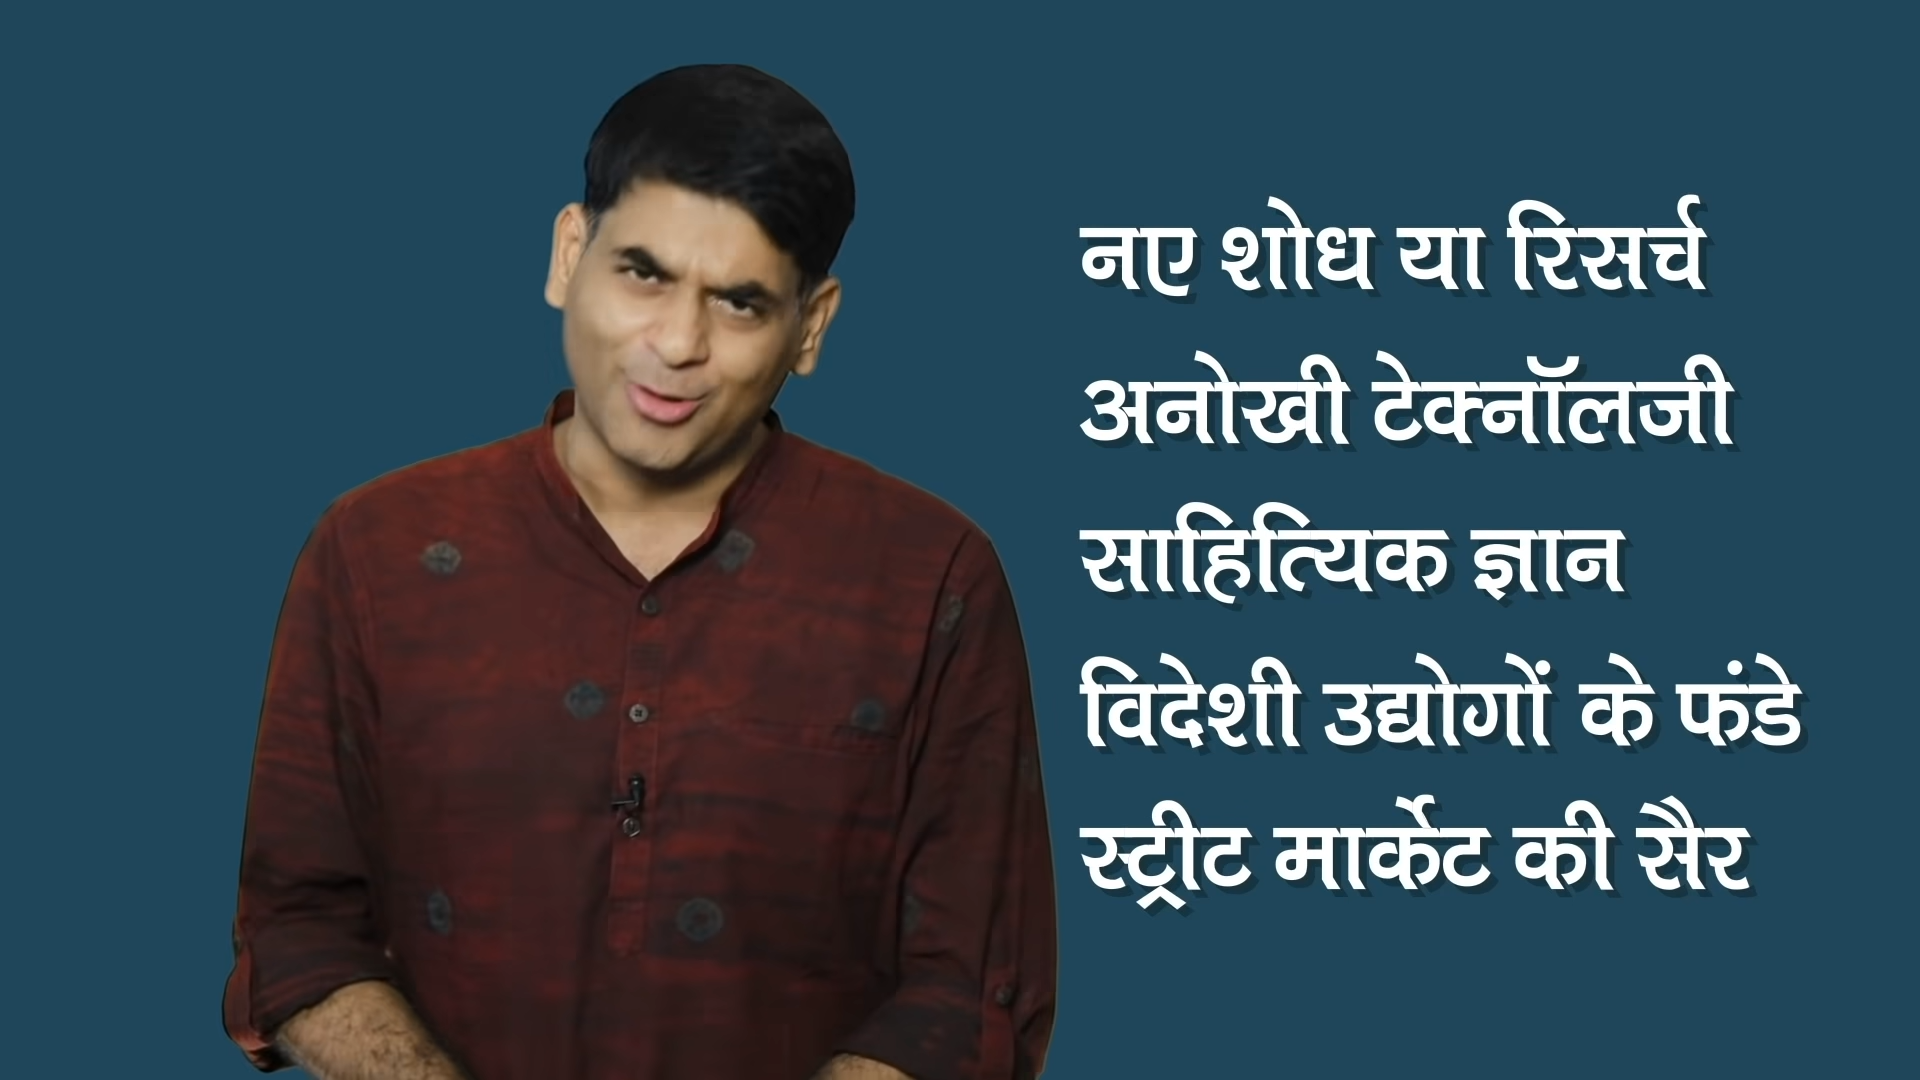 नए शोध या रिसर्च
अनोखी टेक्नॉलजी
साहित्यिक ज्ञान
विदेशी उद्योगों के फंडे
स्ट्रीट मार्केट की सैर